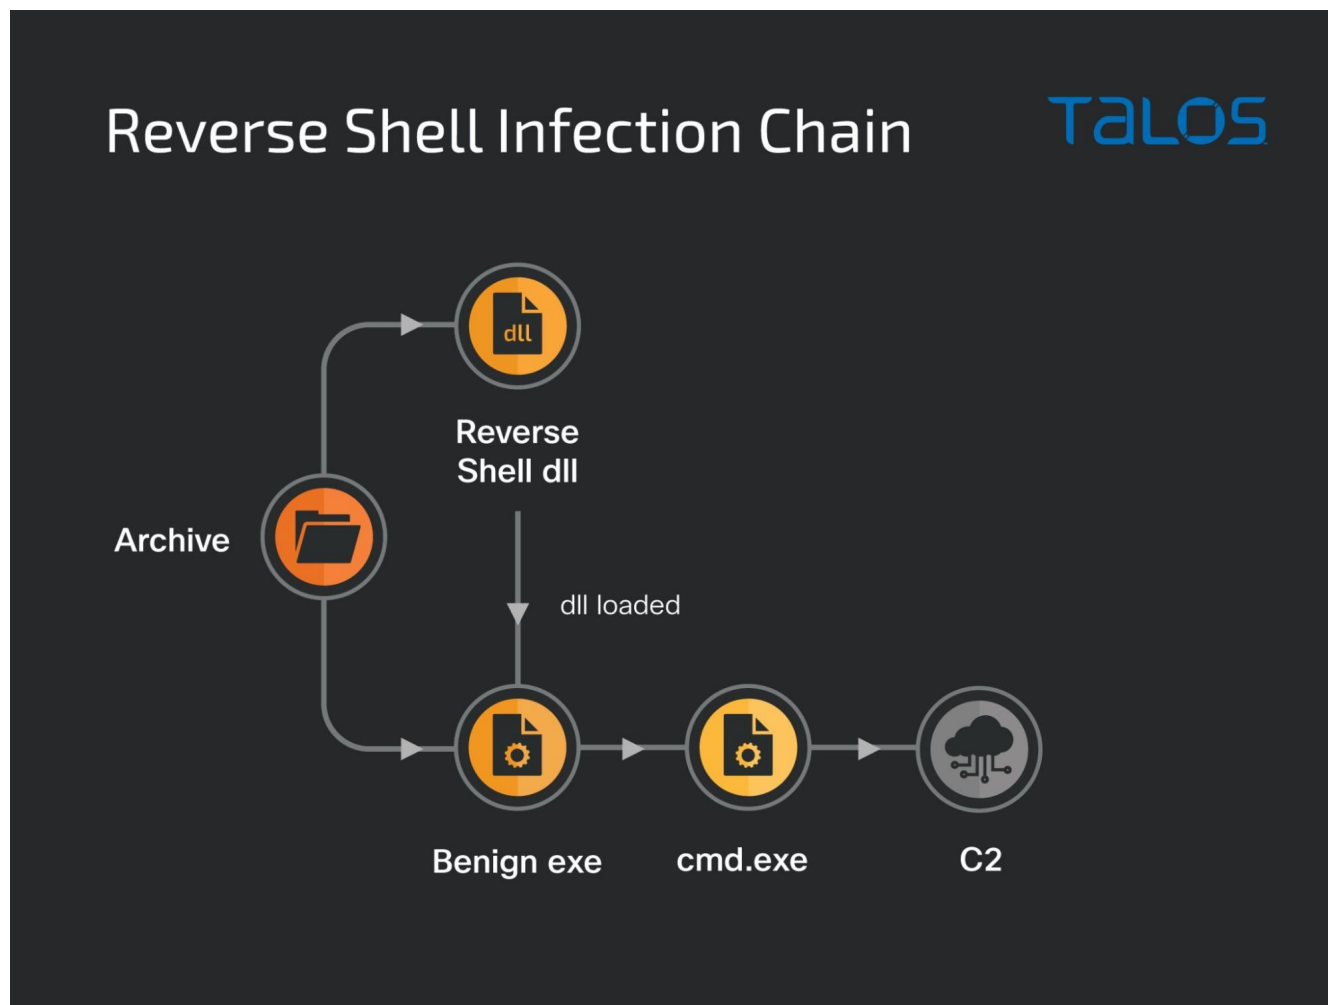 Reverse Shell Infection Chain
TALOS
dll
Reverse
Shell dll
Archive
dll loaded
Benign exe
cmd.exe
C2